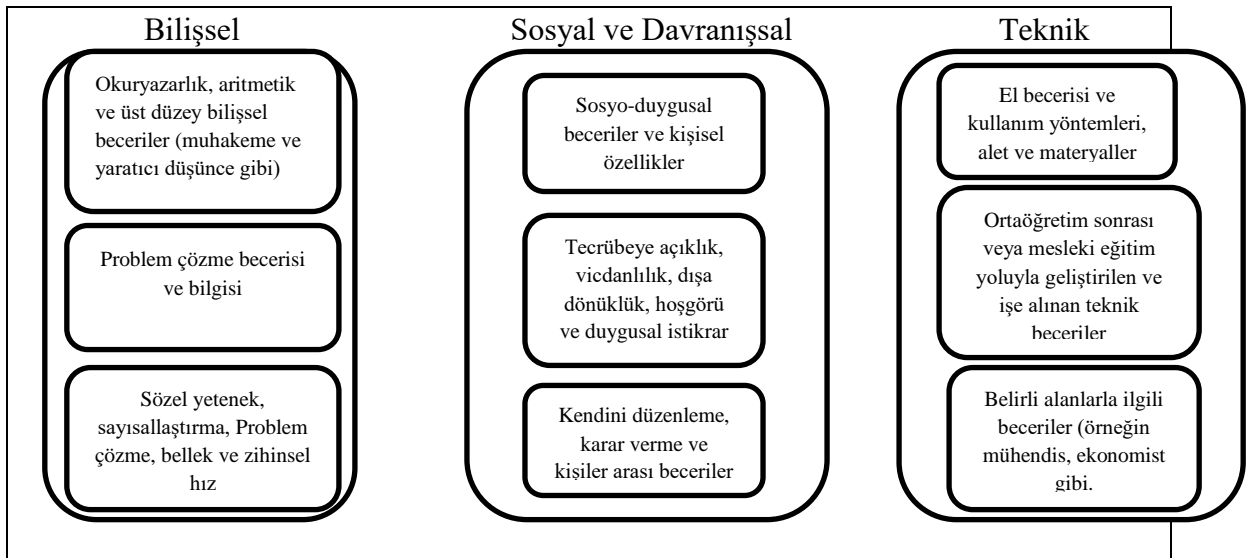 Bilişsel
Okuryazarlık, aritmetik
ve üst düzey bilişsel
beceriler (muhakeme ve
yaratıcı düşünce gibi)
Problem çözme becerisi
ve bilgisi
Sözel yetenek,
sayısallaştırma, Problem
çözme, bellek ve zihinsel
hız
Sosyal ve Davranışsal
Sosyo-duygusal
beceriler ve kişisel
özellikler
Tecrübeye açıklık,
vicdanlılık, dışa
dönüklük, hoşgörü
ve duygusal istikrar
Kendini düzenleme,
karar verme ve
kişiler arası beceriler
Teknik
El becerisi ve
kullanım yöntemleri,
alet ve materyaller
Ortaöğretim sonrası
veya mesleki eğitim
yoluyla geliştirilen ve
işe alınan teknik
beceriler
Belirli alanlarla ilgili
beceriler (örneğin
mühendis, ekonomist
gibi.